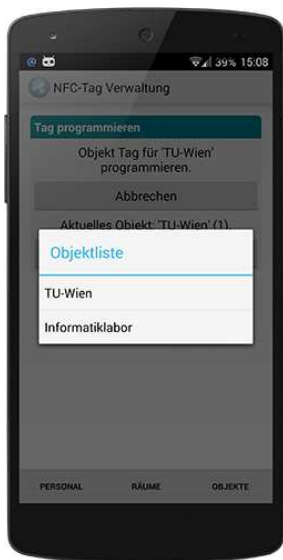 39% 15:08
NFC-Tag Verwaltung
Tag programmieren
Objekt Tag für 'TU-Wien'
programmieren.
Abbrechen
Aktuelles Objekt: 'TU-Wien' (1).
Objektliste
TU-Wien
Informatiklabor
PERSONAL RÄUME OBJEKTE